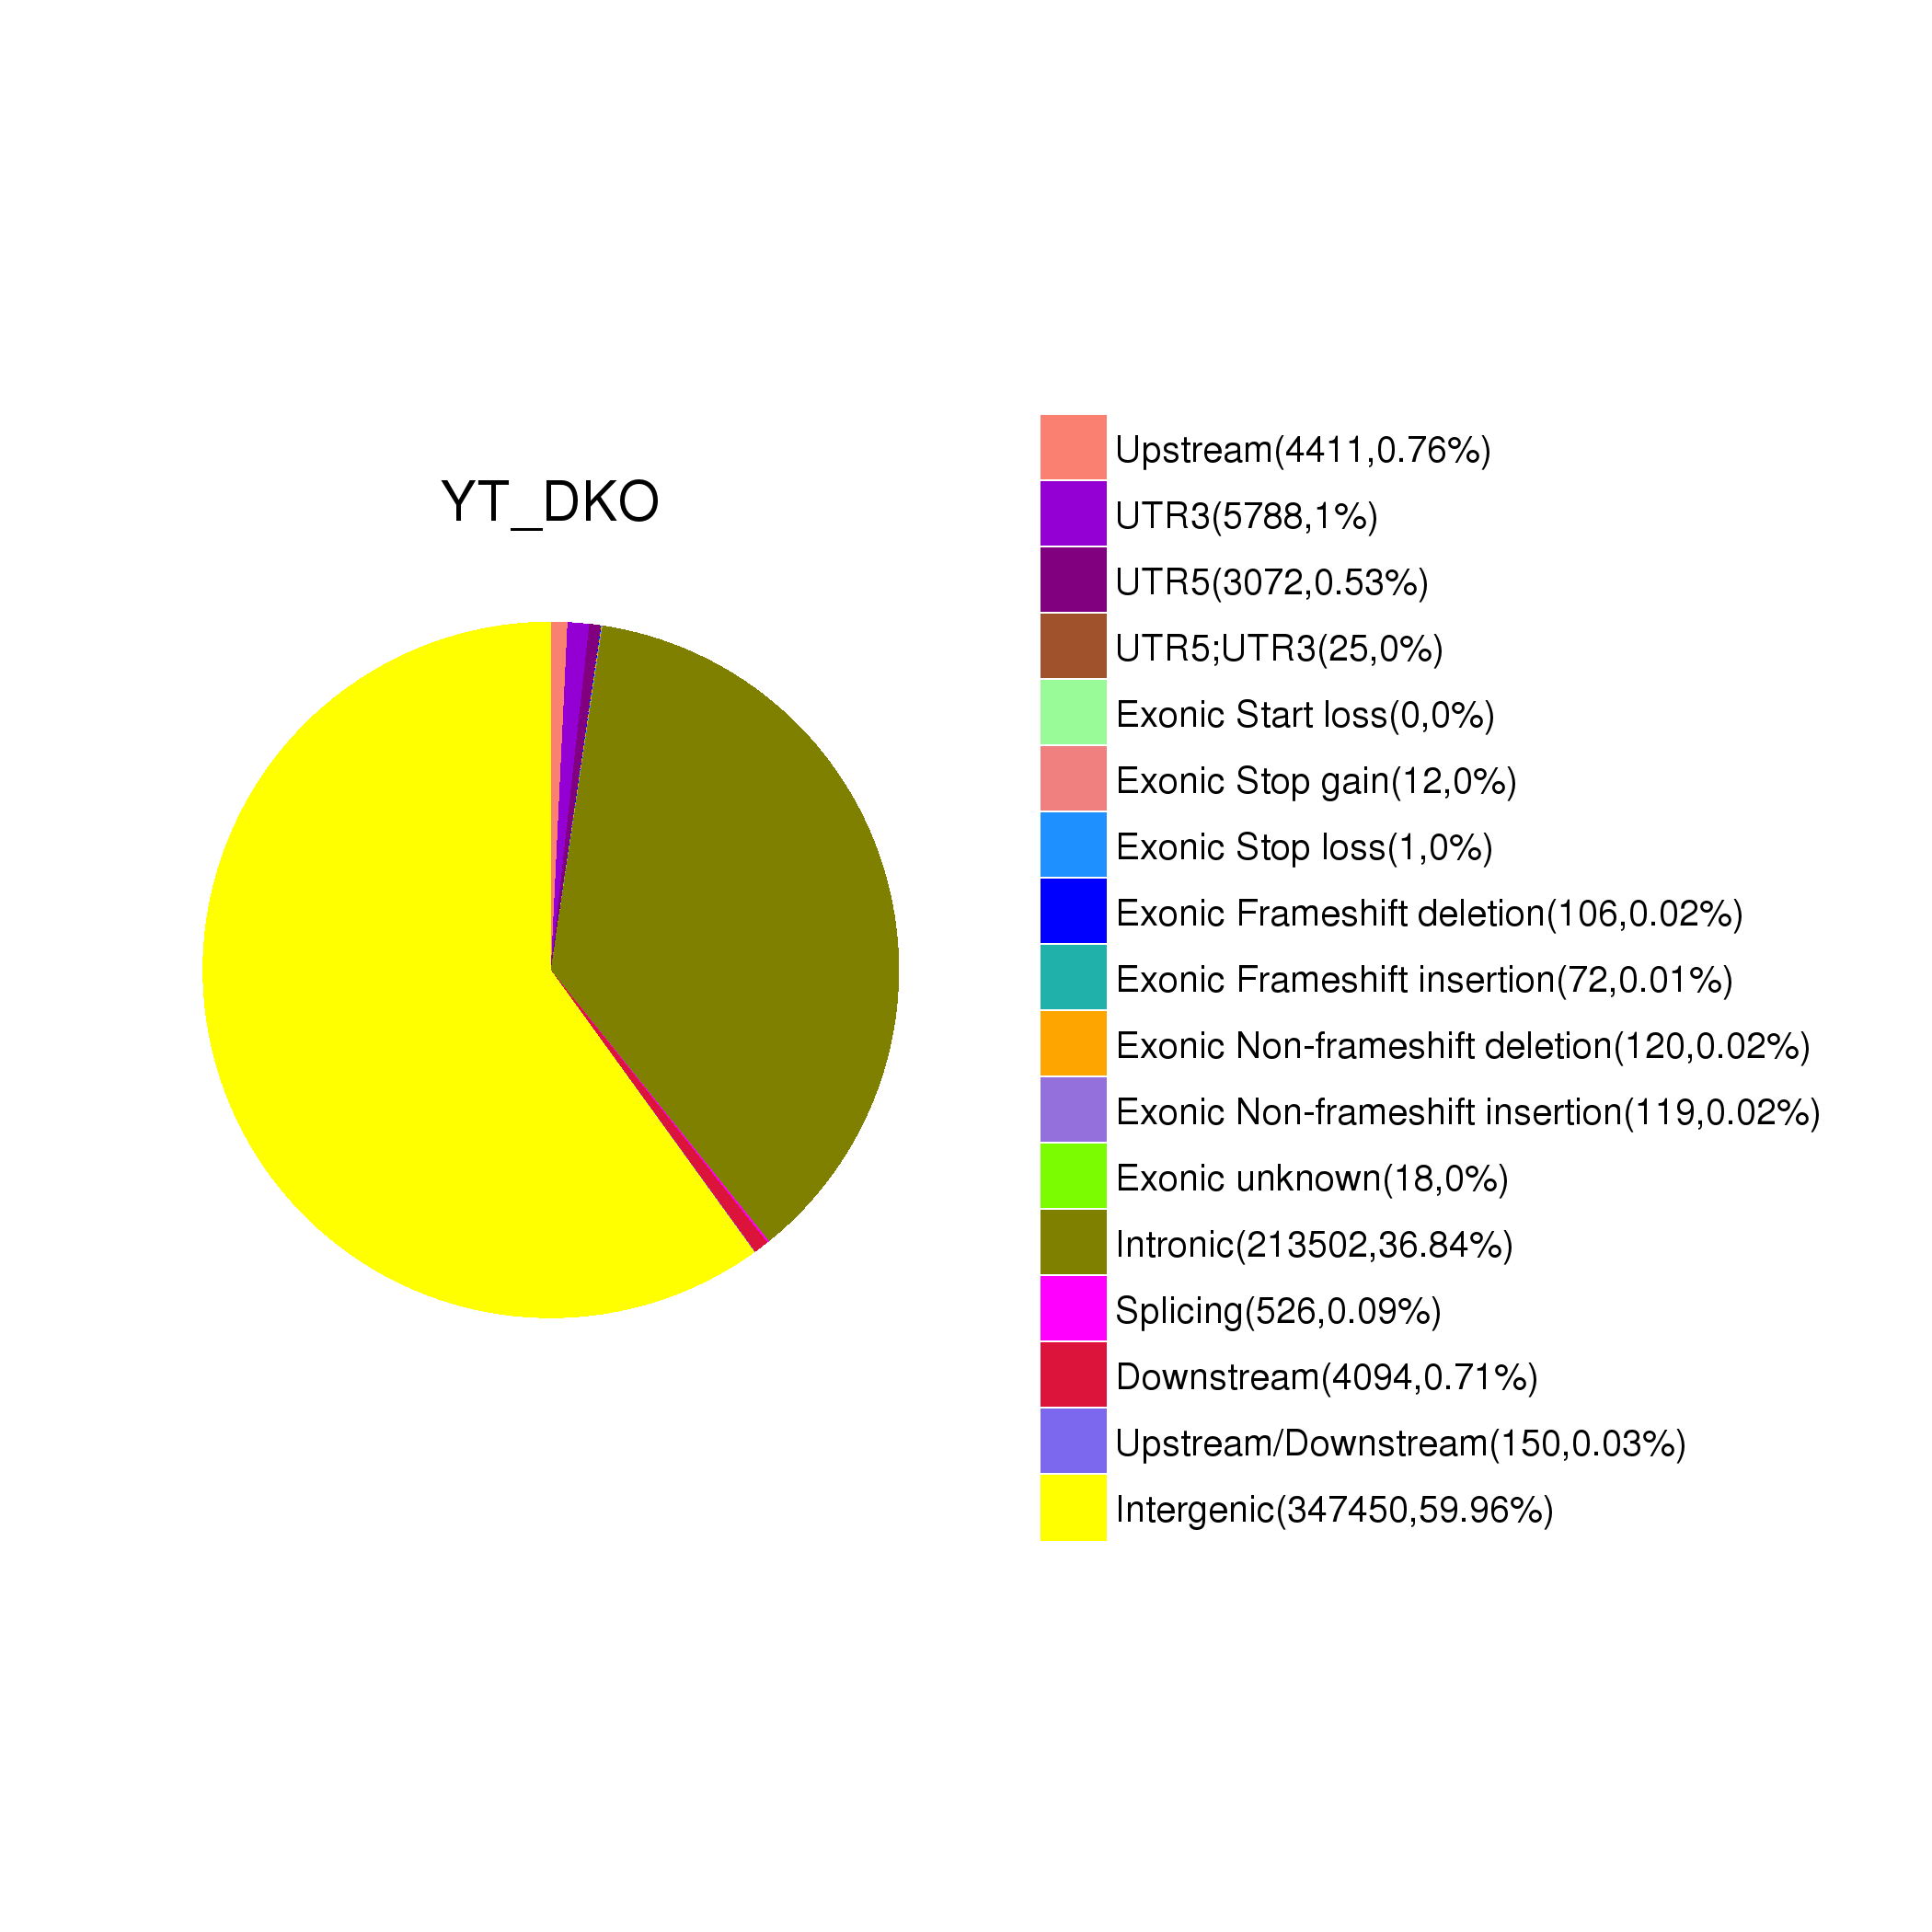 YT_DKO
Upstream(4411,0.76%)
UTR3(5788,1%)
UTR5(3072,0.53%)
UTR5;UTR3(25,0%)
Exonic Start loss(0,0%)
Exonic Stop gain(12,0%)
Exonic Stop loss(1,0%)
Exonic Frameshift deletion(106,0.02%)
Exonic Frameshift insertion(72,0.01%)
Exonic Non-frameshift deletion(120,0.02%)
Exonic Non-frameshift insertion(119,0.02%)
Exonic unknown(18,0%)
Intronic(213502,36.84%)
Splicing(526,0.09%)
Downstream(4094,0.71%)
Upstream/Downstream(150,0.03%)
Intergenic(347450,59.96%)